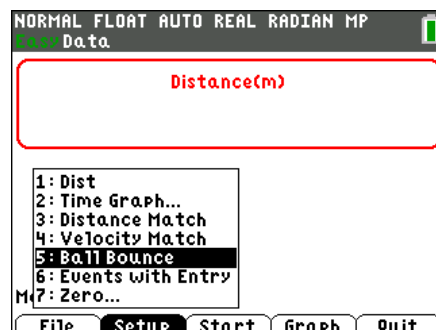 NORMAL FLOAT AUTO REAL RADIAN MP
EasyData
Distance(m)
1:Dist
2:Time Graph...
3:Distance Match
4:Velocity Match
5:Ball Bounce
6:Events with Entry
7:Zero...
File Setup Start Graph Quit